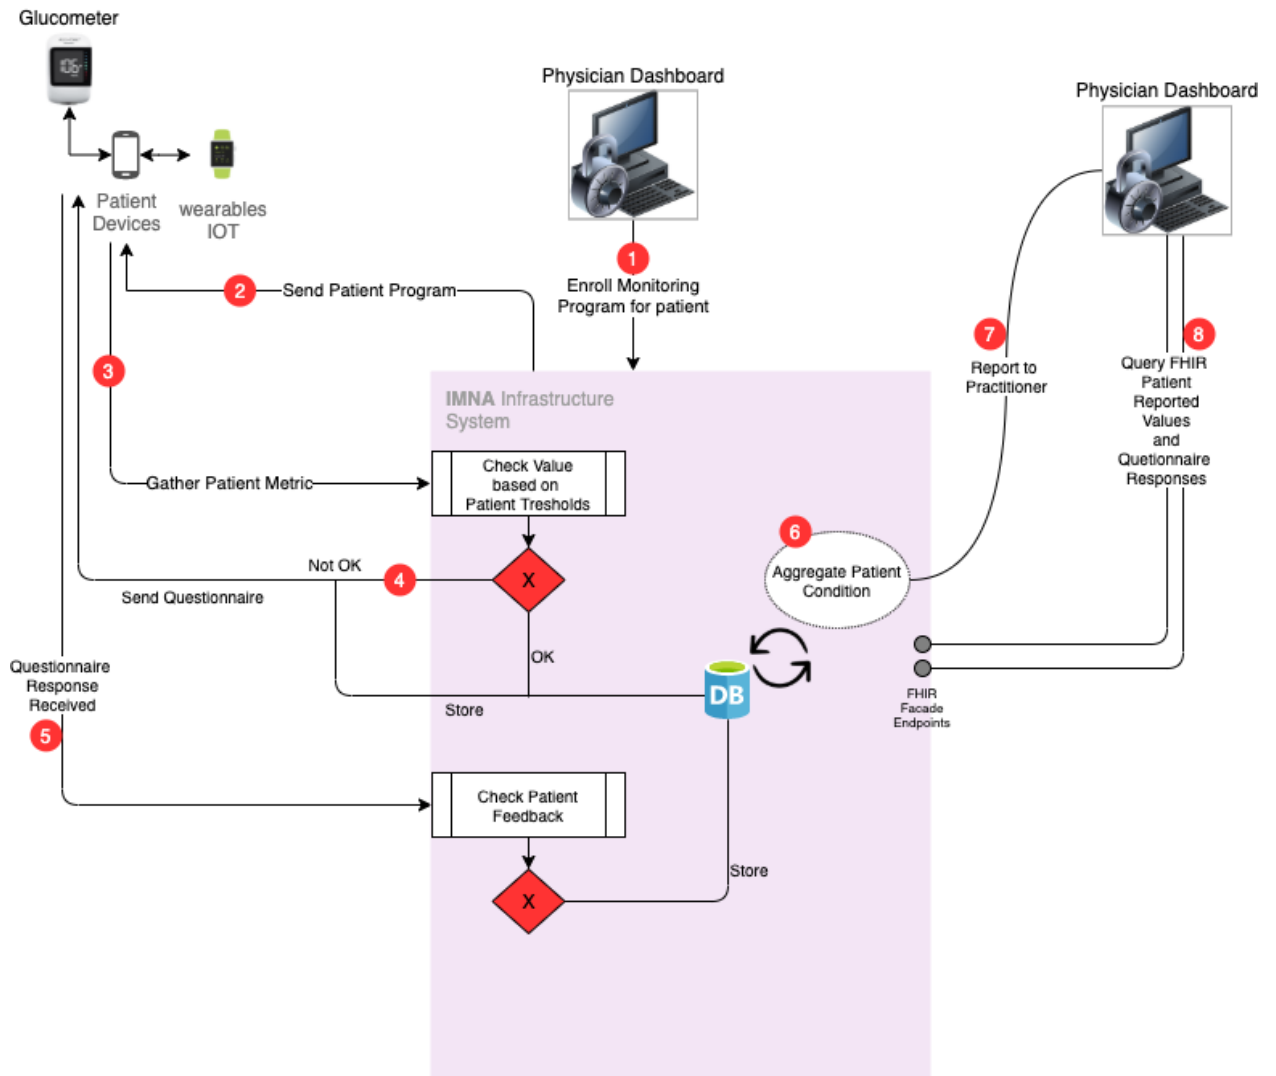 Glucometer
106
Physician Dashboard
Physician Dashboard
Patient
Devices
wearables
IOT
1
2
Send Patient Program
Enroll Monitoring
Program for patient
3
7
8
Report to
Practitioner
Query FHIR
Patient
Reported
Values
and
Quetionnaire
Responses
IMNA Infrastructure
System
Gather Patient Metric
Check Value
based on
Patient Tresholds
6
Not OK
4
X
Aggregate Patient
Condition
Send Questionnaire
OK
Questionnaire
Response
Received
DB
Store
FHIR
Facade
Endpoints
5
Check Patient
Feedback
Store
X